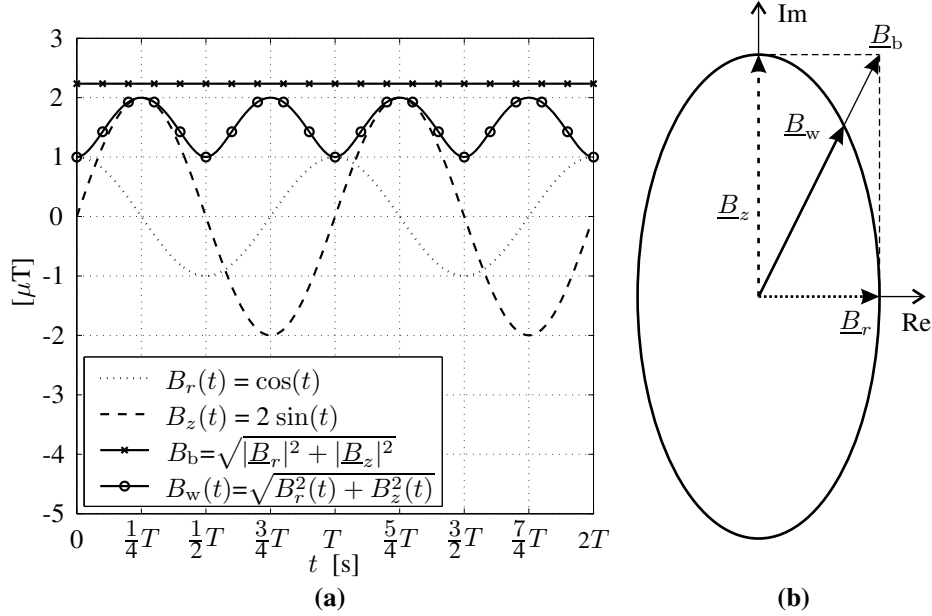 3
2
1
0
-1
-2
-3
-4
-5
[μT]
B_r(t) = cos(t)
B_z(t) = 2 sin(t)
B_b=√|B_r|² + |B_z|²
B_w(t)=√B_r²(t) + B_z²(t)
0 1/4T 1/2T 3/4T T 5/4T 3/2T 7/4T 2T
t [s]
(a)
Im
B_b
B_w
B_z
B_r
Re
(b)